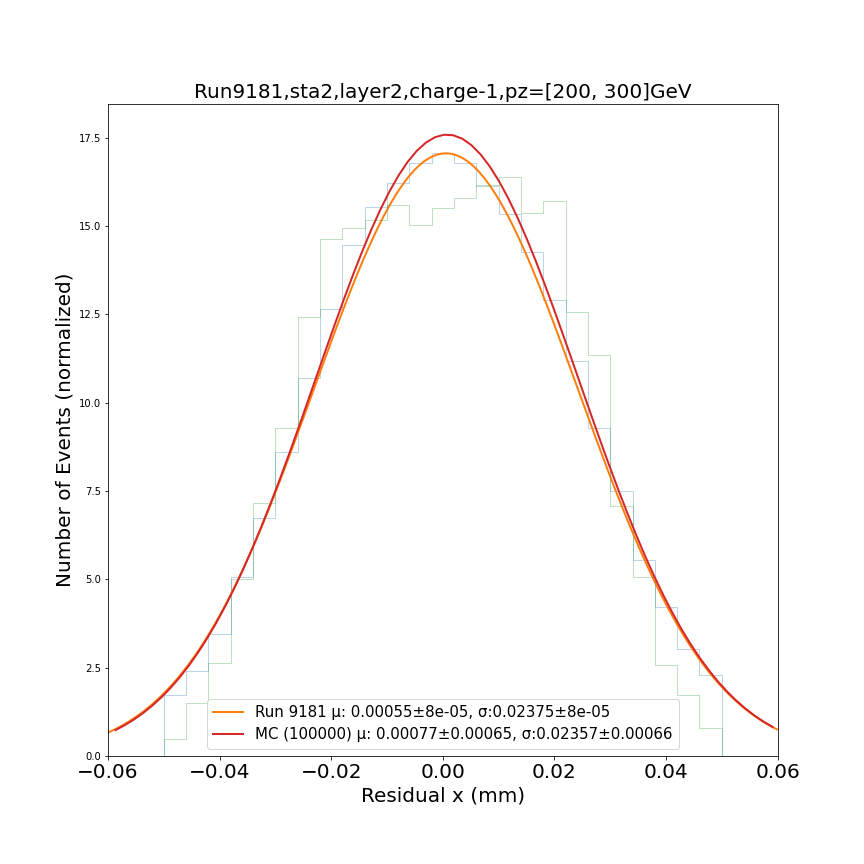 Run9181,sta2,layer2,charge-1,pz=[200, 300]GeV
Number of Events (normalized)
17.5
15.0
12.5
10.0
7.5
5.0
2.5
0.0
Run 9181 μ: 0.00055±8e-05, σ:0.02375±8e-05
MC (100000) μ: 0.00077±0.00065, σ:0.02357±0.00066
−0.06 −0.04 −0.02 0.00 0.02 0.04 0.06
Residual x (mm)